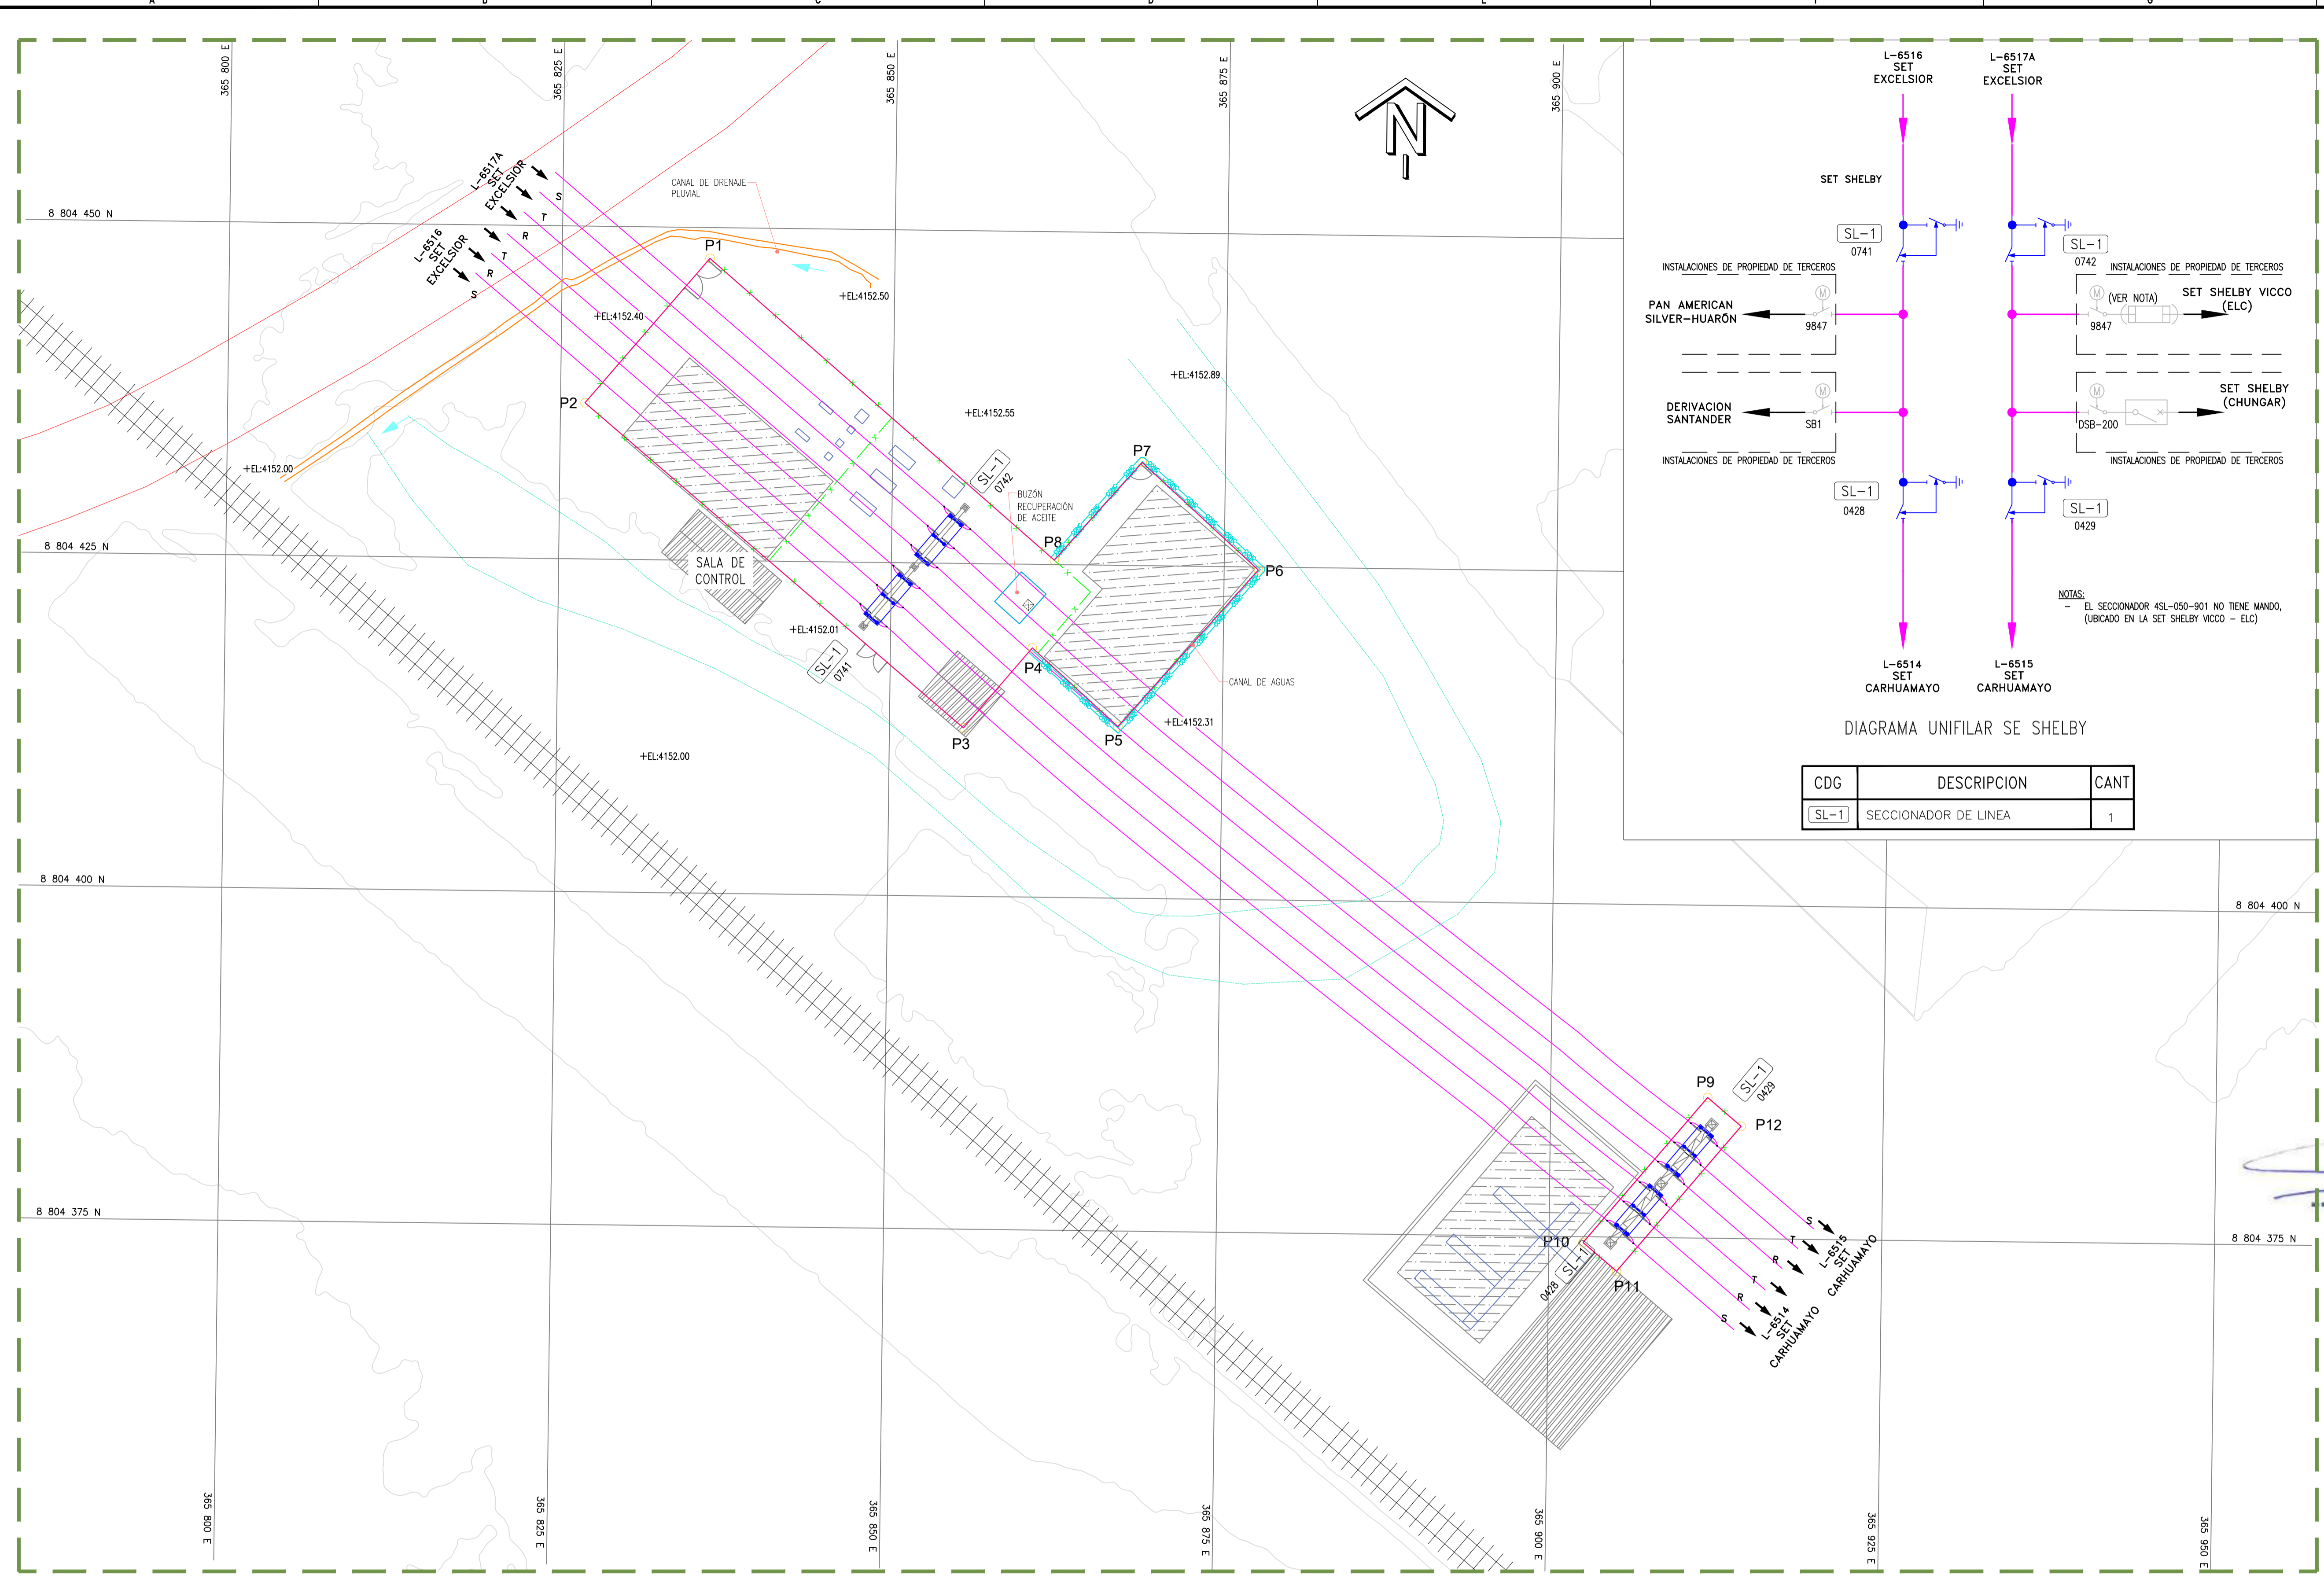 A
B
C
D
E
F
G
365 800 E
365 825 E
365 850 E
365 875 E
365 900 E
8 804 450 N
L-6517A
SET
EXCELSIOR
S
T
R
L-6516
SET
EXCELSIOR
T
R
S
CANAL DE DRENAJE
PLUVIAL
N
P1
+EL:4152.50
+EL:4152.40
P2
+EL:4152.00
+EL:4152.89
+EL:4152.55
SL-1
0742
BUZÓN
RECUPERACIÓN
DE ACEITE
P7
P8
P6
8 804 425 N
SALA DE
CONTROL
+EL:4152.01
SL-1
0741
P4
CANAL DE AGUAS
+EL:4152.31
P5
P3
+EL:4152.00
8 804 400 N
8 804 400 N
P9
SL-1
0429
P12
P10
SL-1
0428
P11
8 804 375 N
8 804 375 N
S
T
R
L-6515
SET
CARHUAMAYO
T
R
S
L-6514
SET
CARHUAMAYO
365 800 E
365 825 E
365 850 E
365 875 E
365 900 E
365 925 E
365 950 E
L-6516
SET
EXCELSIOR
L-6517A
SET
EXCELSIOR
SET SHELBY
SL-1
0741
SL-1
0742
INSTALACIONES DE PROPIEDAD DE TERCEROS
INSTALACIONES DE PROPIEDAD DE TERCEROS
PAN AMERICAN
SILVER-HUARÓN
M
9847
M
(VER NOTA)
9847
SET SHELBY VICCO
(ELC)
DERIVACION
SANTANDER
M
SB1
M
DSB-200
SET SHELBY
(CHUNGAR)
INSTALACIONES DE PROPIEDAD DE TERCEROS
INSTALACIONES DE PROPIEDAD DE TERCEROS
SL-1
0428
SL-1
0429
NOTAS:
- EL SECCIONADOR 4SL-050-901 NO TIENE MANDO,
(UBICADO EN LA SET SHELBY VICCO - ELC)
L-6514
SET
CARHUAMAYO
L-6515
SET
CARHUAMAYO
DIAGRAMA UNIFILAR SE SHELBY
CDG DESCRIPCION CANT
SL-1 SECCIONADOR DE LINEA 1